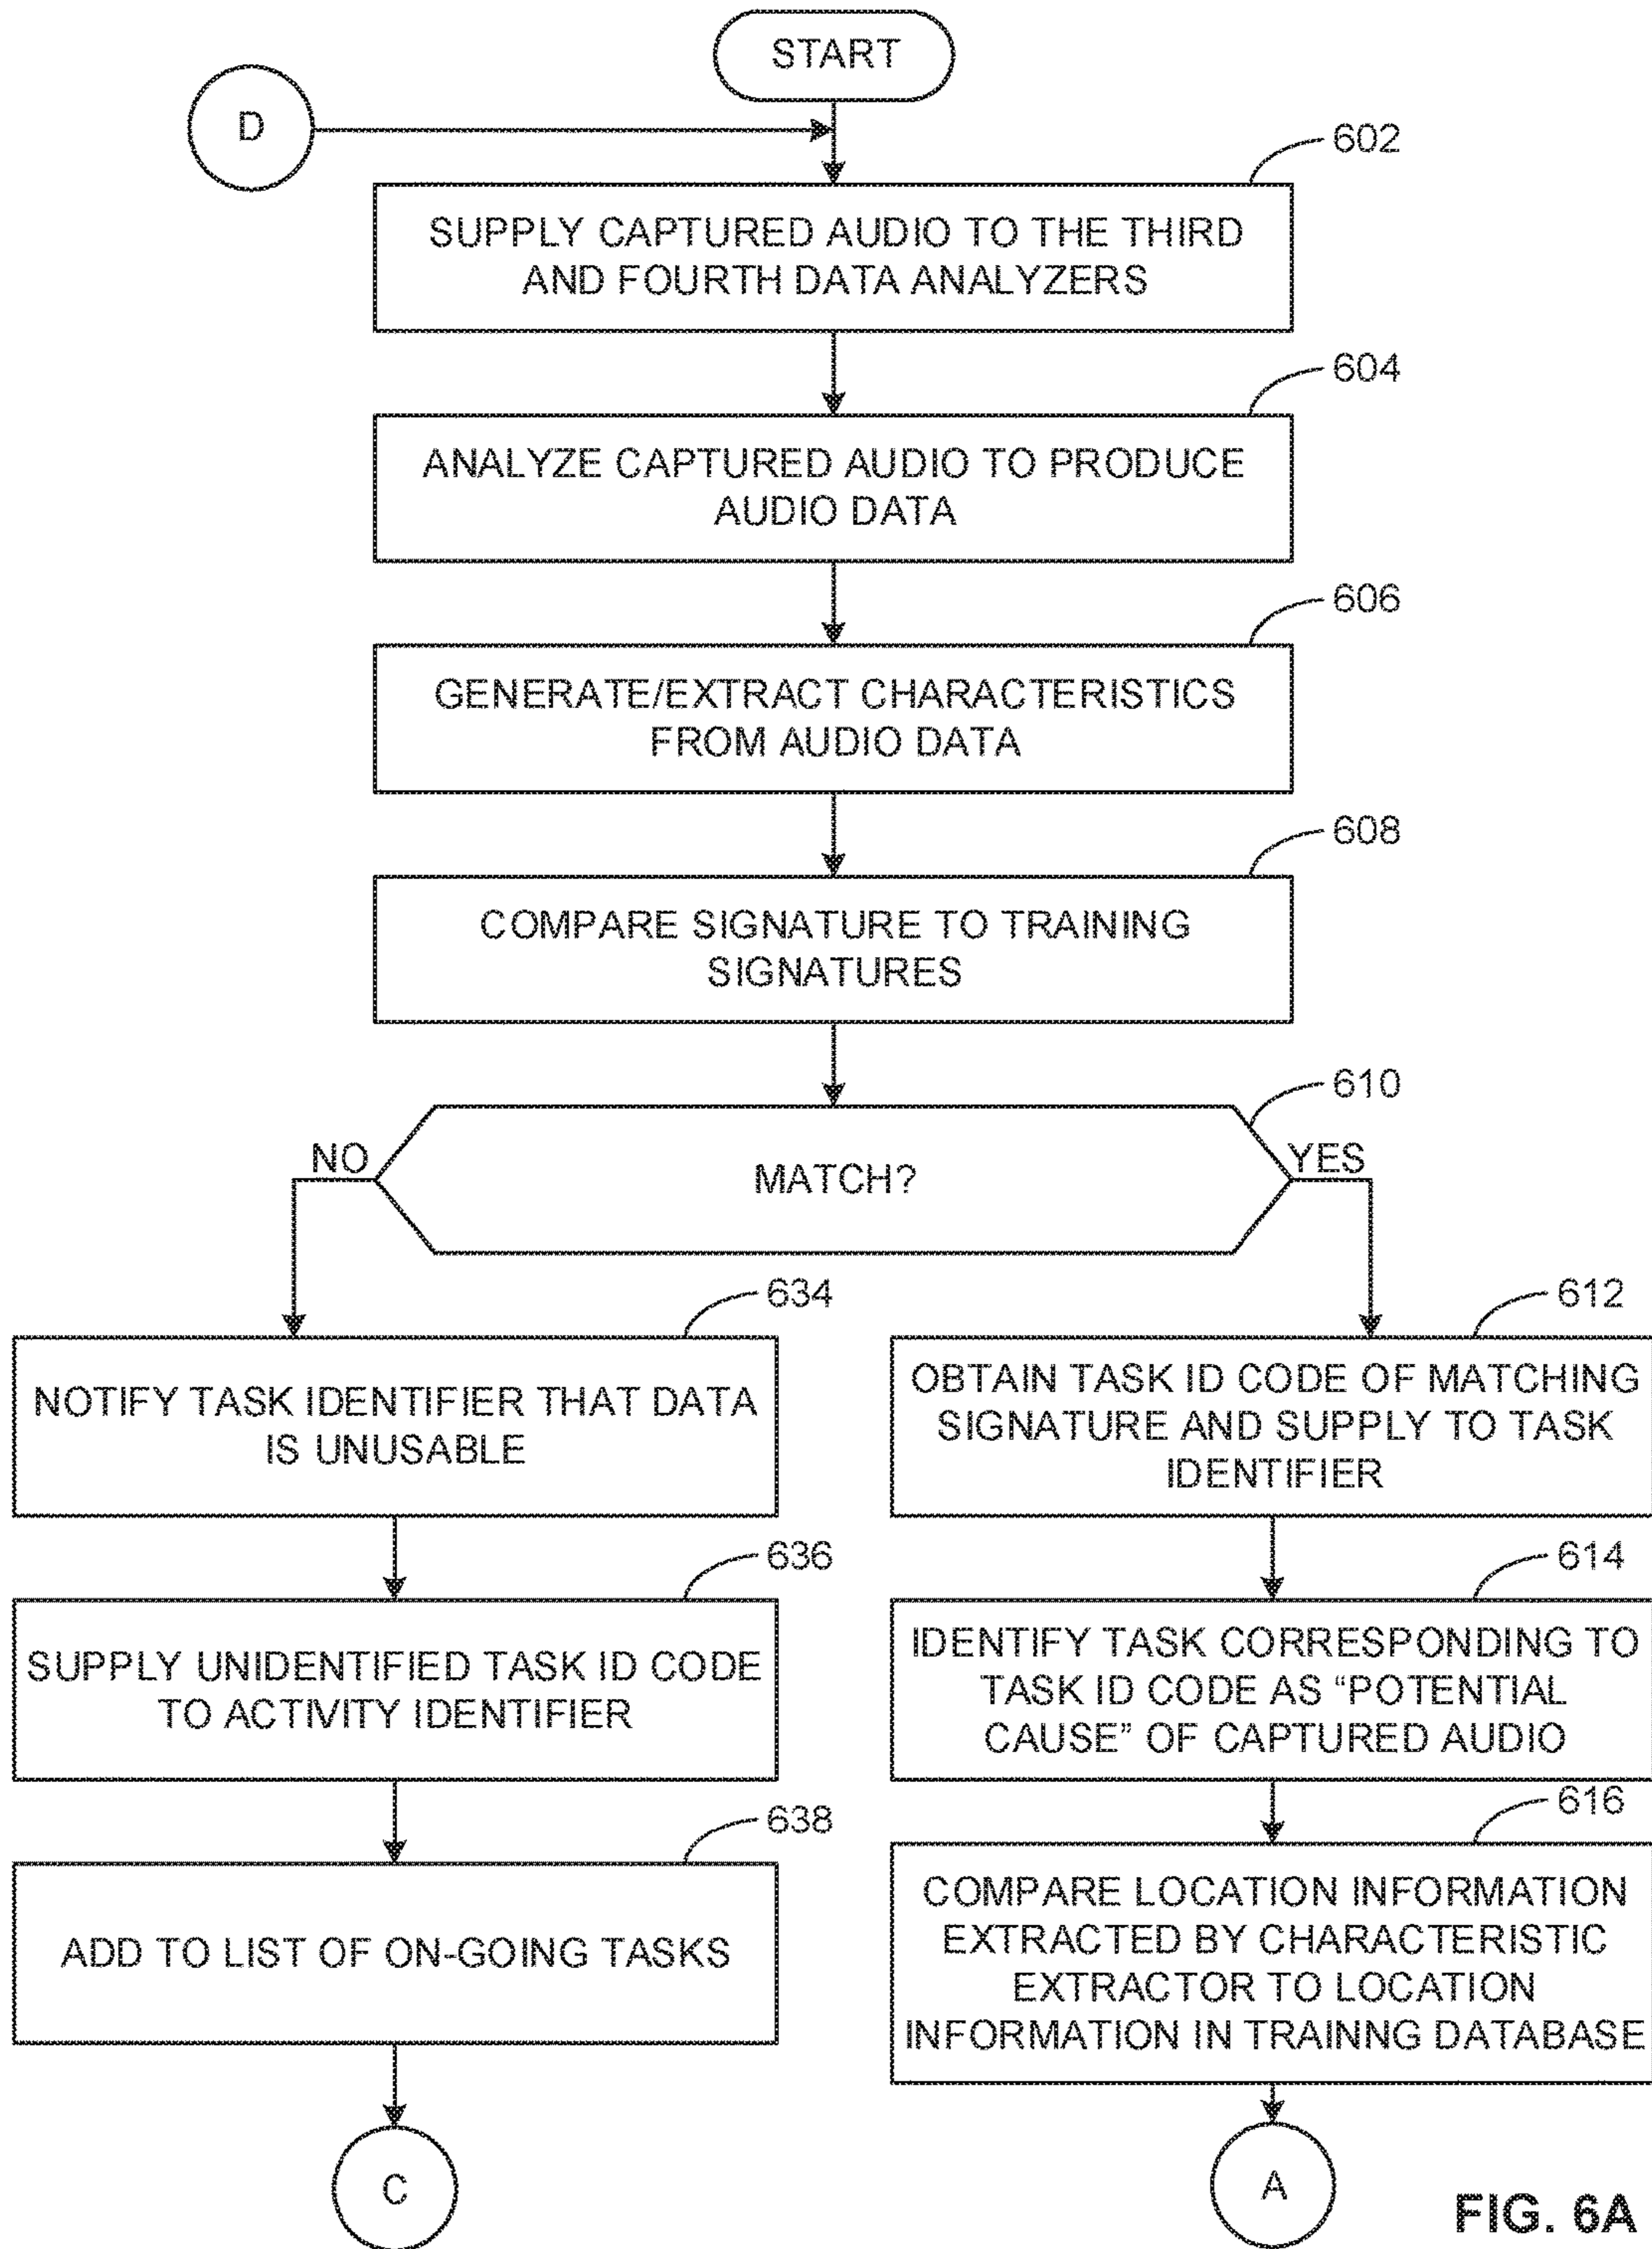 START
D
602
SUPPLY CAPTURED AUDIO TO THE THIRD
AND FOURTH DATA ANALYZERS
604
ANALYZE CAPTURED AUDIO TO PRODUCE
AUDIO DATA
606
GENERATE/EXTRACT CHARACTERISTICS
FROM AUDIO DATA
608
COMPARE SIGNATURE TO TRAINING
SIGNATURES
610
NO
MATCH?
YES
634
NOTIFY TASK IDENTIFIER THAT DATA
IS UNUSABLE
636
SUPPLY UNIDENTIFIED TASK ID CODE
TO ACTIVITY IDENTIFIER
638
ADD TO LIST OF ON-GOING TASKS
C
612
OBTAIN TASK ID CODE OF MATCHING
SIGNATURE AND SUPPLY TO TASK
IDENTIFIER
614
IDENTIFY TASK CORRESPONDING TO
TASK ID CODE AS “POTENTIAL
CAUSE” OF CAPTURED AUDIO
616
COMPARE LOCATION INFORMATION
EXTRACTED BY CHARACTERISTIC
EXTRACTOR TO LOCATION
INFORMATION IN TRAINNG DATABASE
A
FIG. 6A